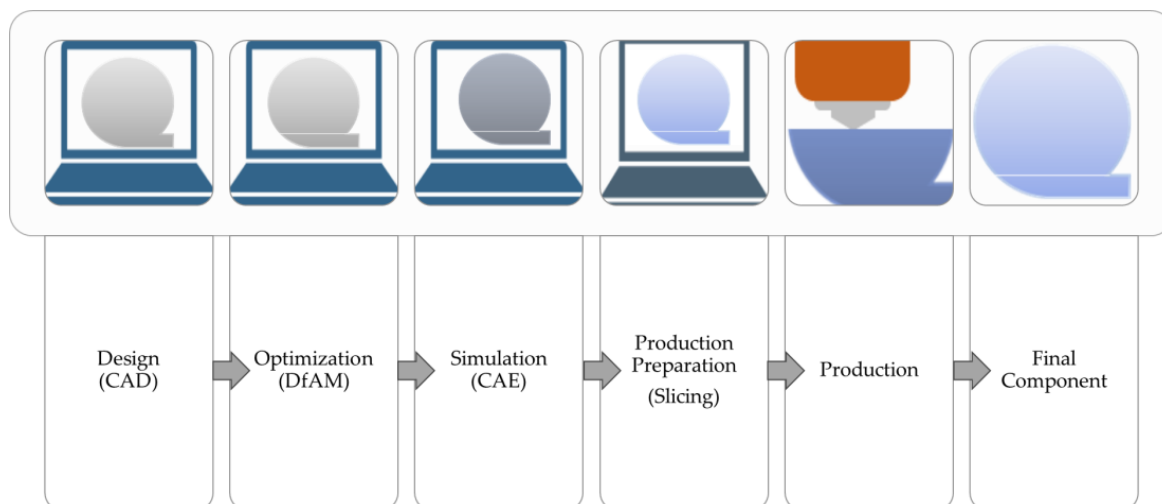 Design
(CAD)
Optimization
(DfAM)
Simulation
(CAE)
Production
Preparation
(Slicing)
Production
Final
Component